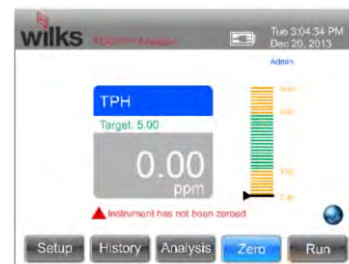 wilks
Tue 3:04:34 PM
Dec 20, 2013
Admin
TPH
Target: 5.00
0.00
ppm
Instrument has not been zeroed
Setup
History
Analysis
Zero
Run